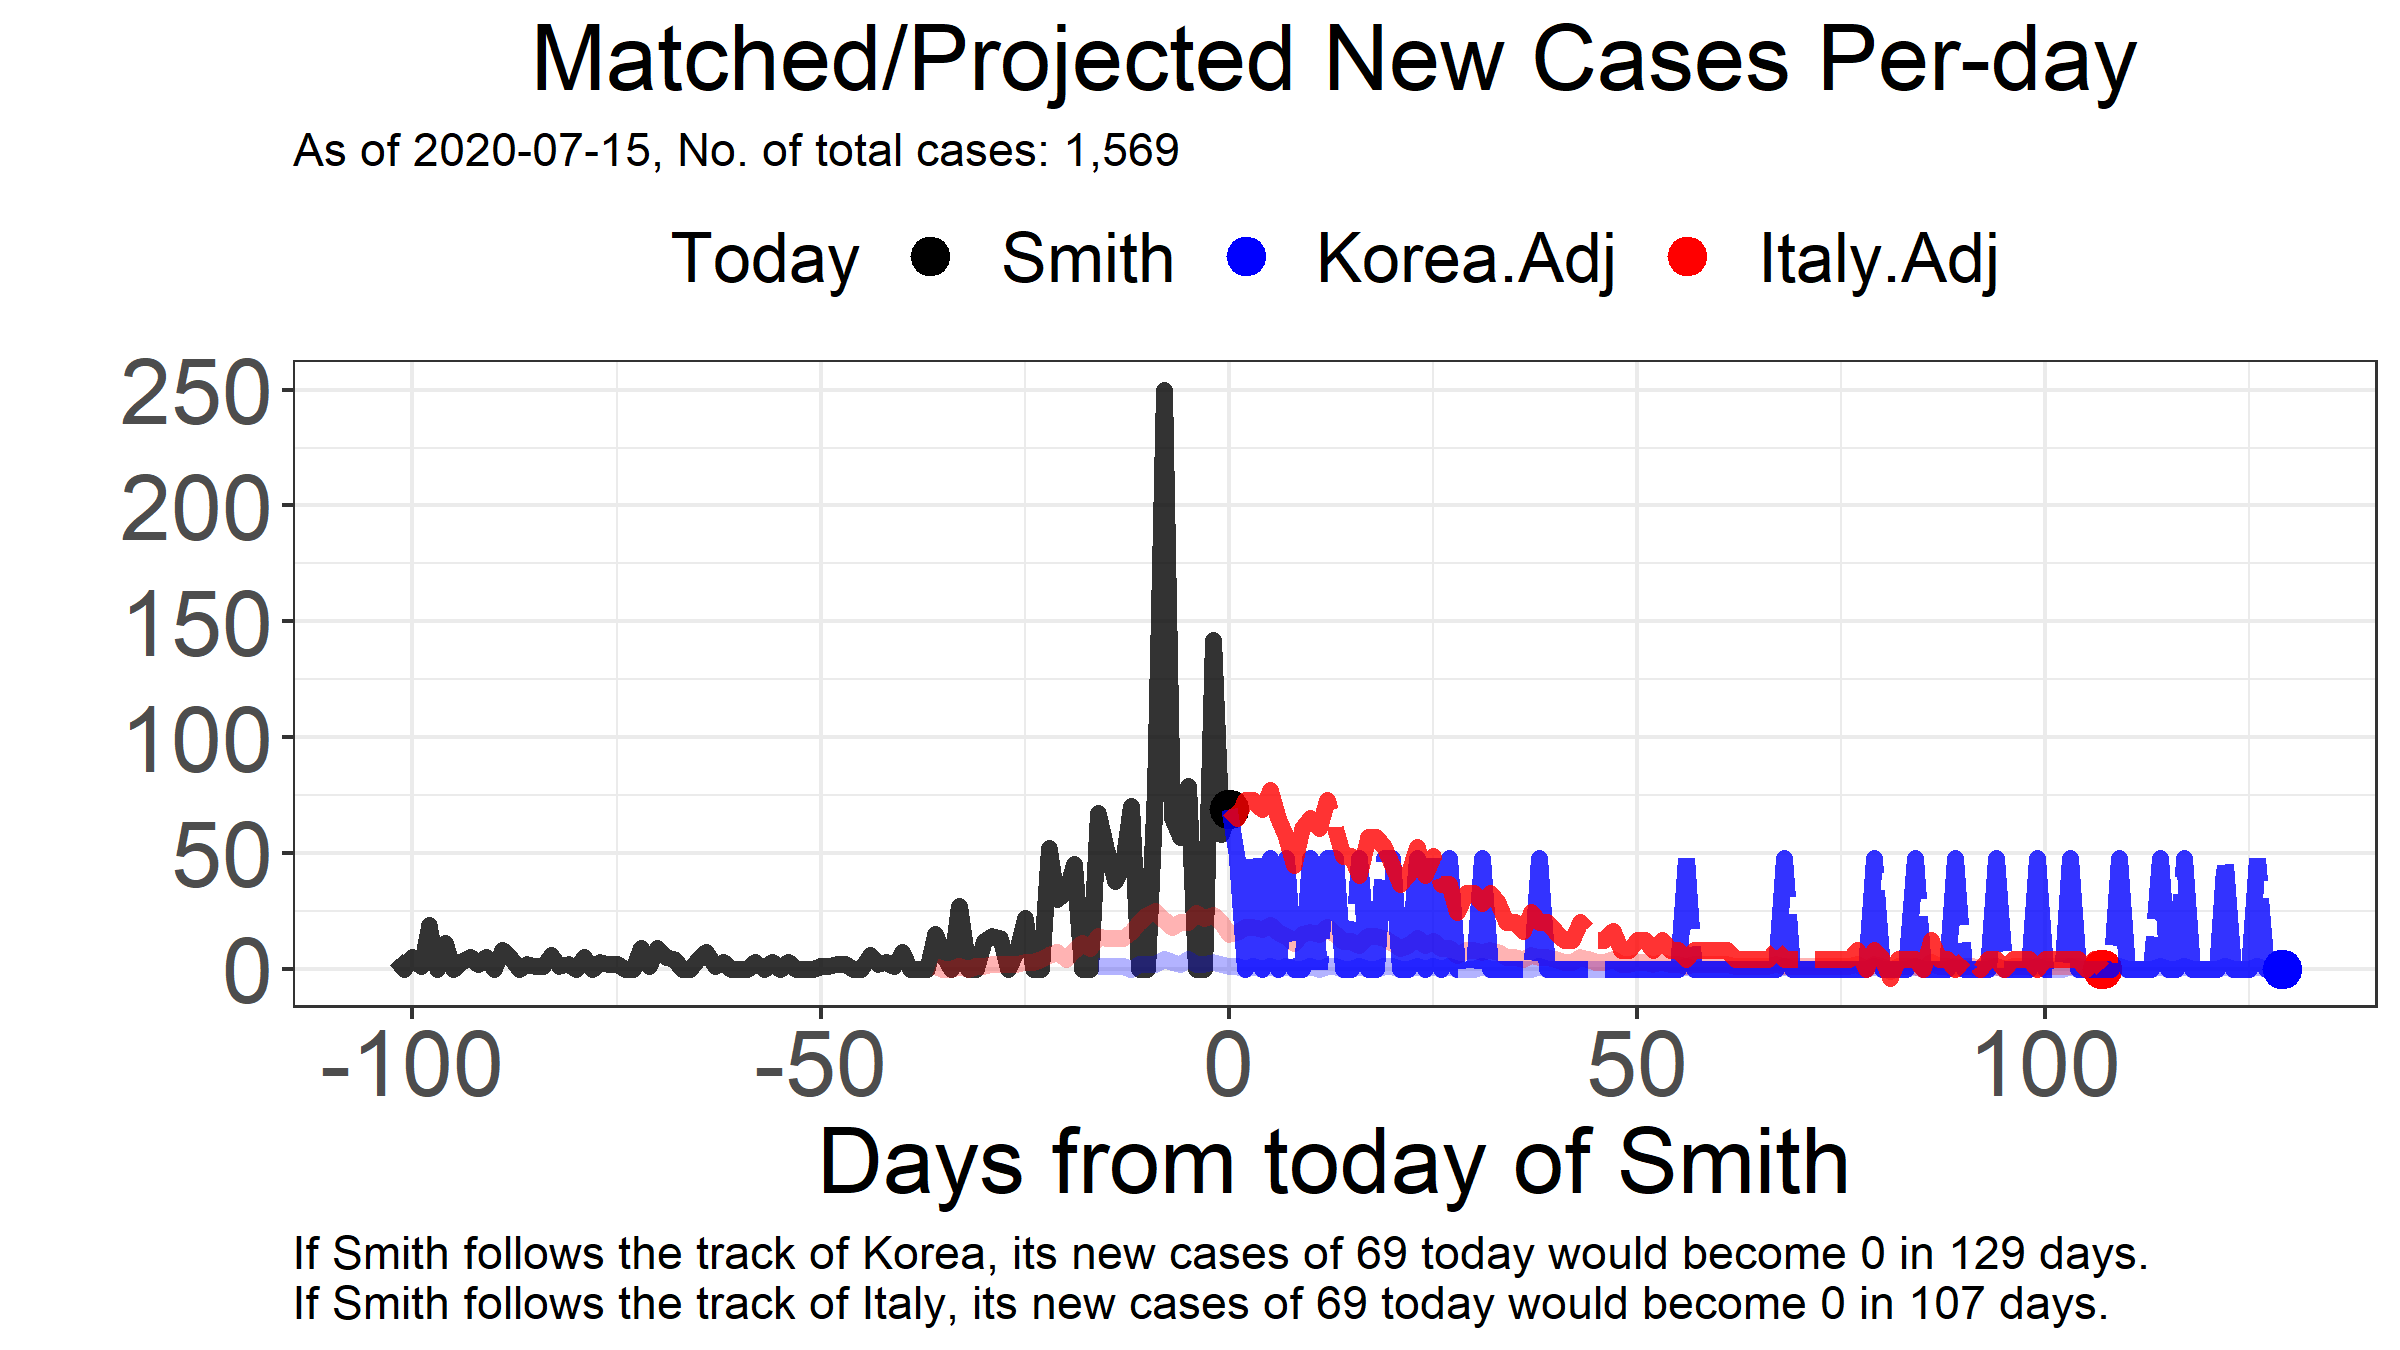 Matched/Projected New Cases Per-day
As of 2020-07-15, No. of total cases: 1,569
Today Smith Korea.Adj Italy.Adj
250
200
150
100
50
0
-100 -50 0 50 100
Days from today of Smith
If Smith follows the track of Korea, its new cases of 69 today would become 0 in 129 days.
If Smith follows the track of Italy, its new cases of 69 today would become 0 in 107 days.